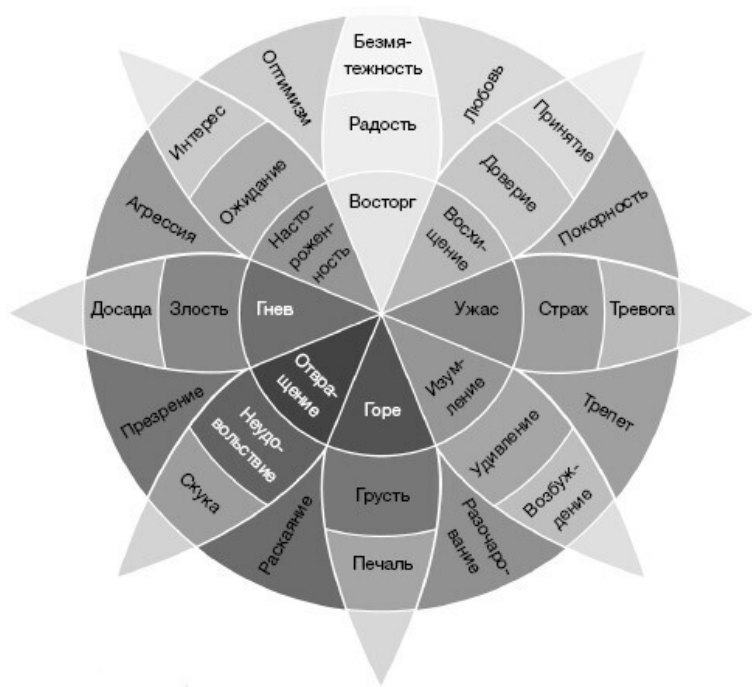 Безмя-
тежность
Оптимизм
Любовь
Интерес
Радость
Принятие
Ожидание
Доверие
Агрессия
Насто-
рожен-
ность
Восторг
Восхи-
щение
Покорность
Досада
Злость
Гнев
Ужас
Страх
Тревога
Презрение
Отвра-
щение
Горе
Изум-
ление
Трепет
Неудо-
вольствие
Удивление
Скука
Грусть
Возбуж-
дение
Раскаяние
Печаль
Разочаро-
вание